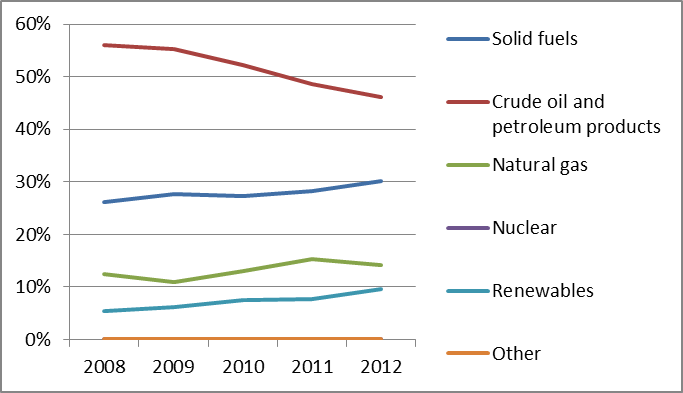 60%
50%
40%
30%
20%
10%
0%
2008 2009 2010 2011 2012
Solid fuels
Crude oil and
petroleum products
Natural gas
Nuclear
Renewables
Other